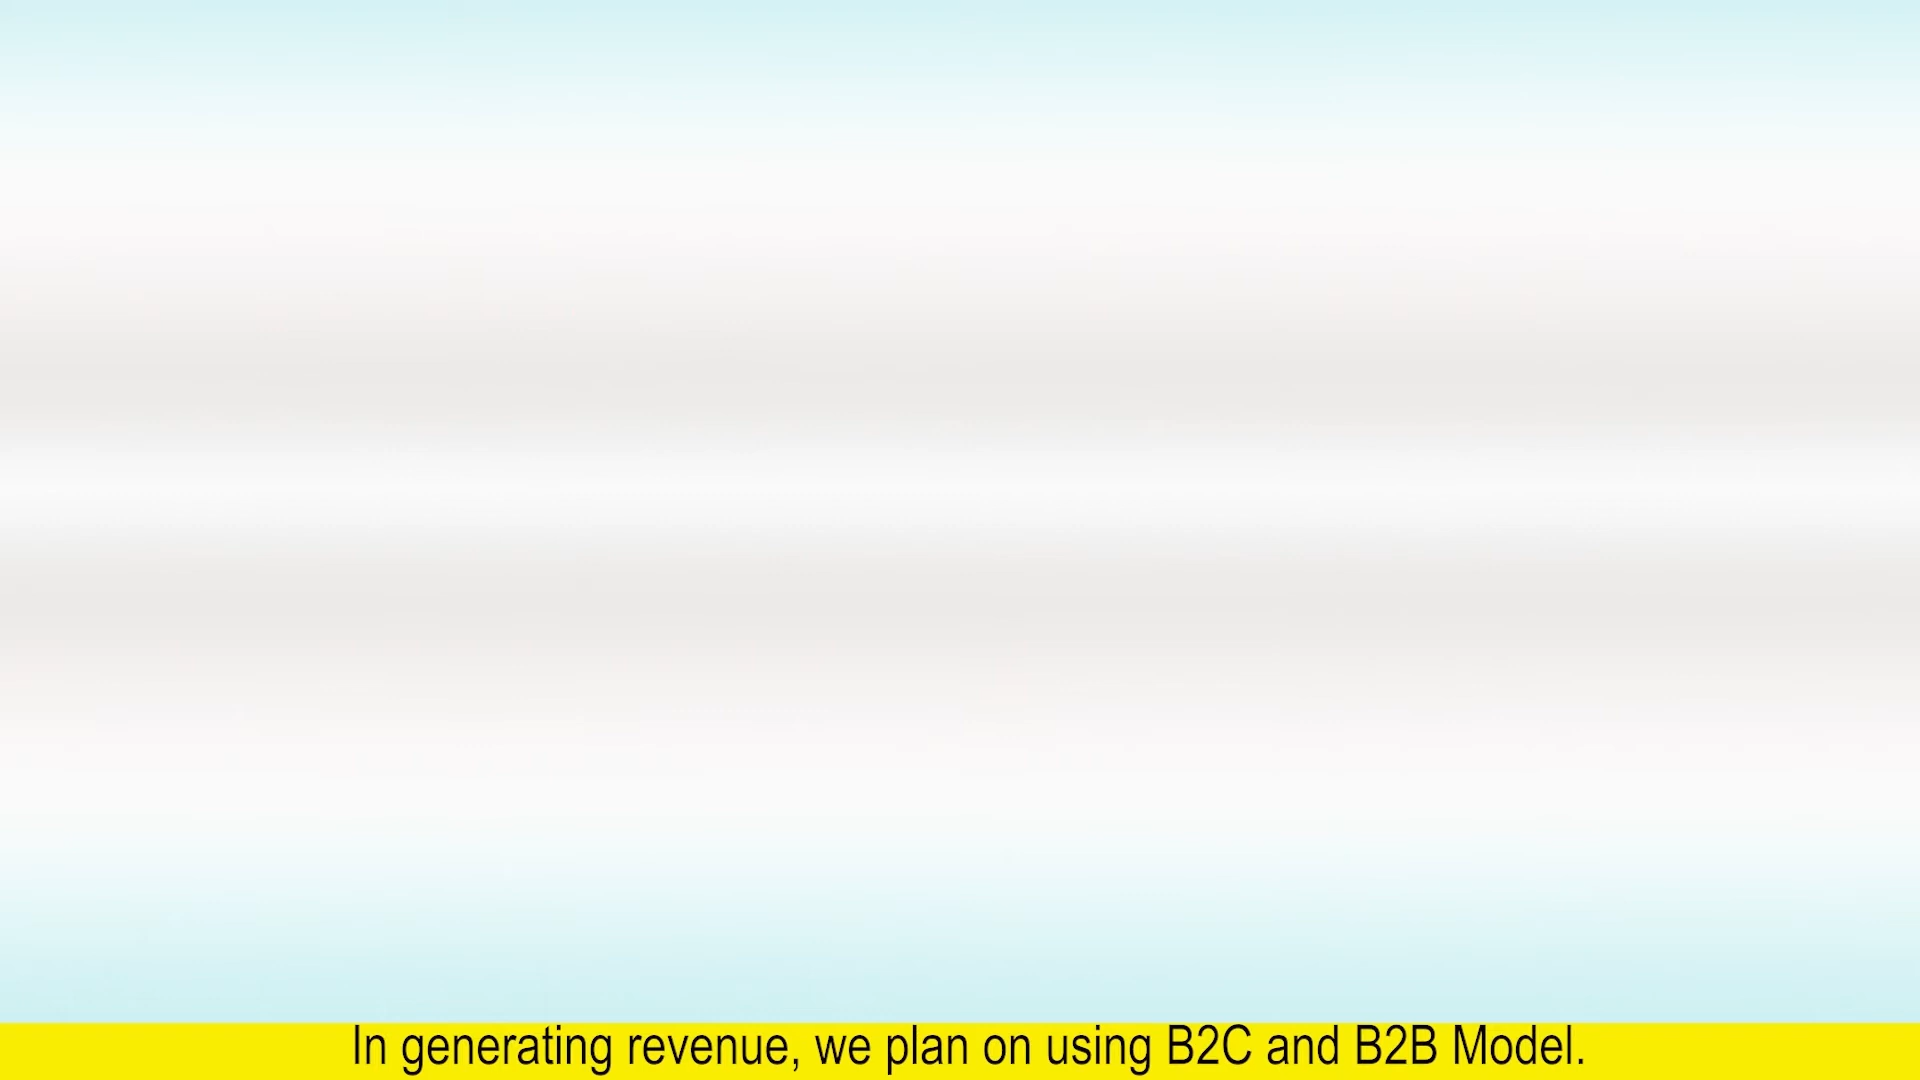 In generating revenue, we plan on using B2C and B2B Model.